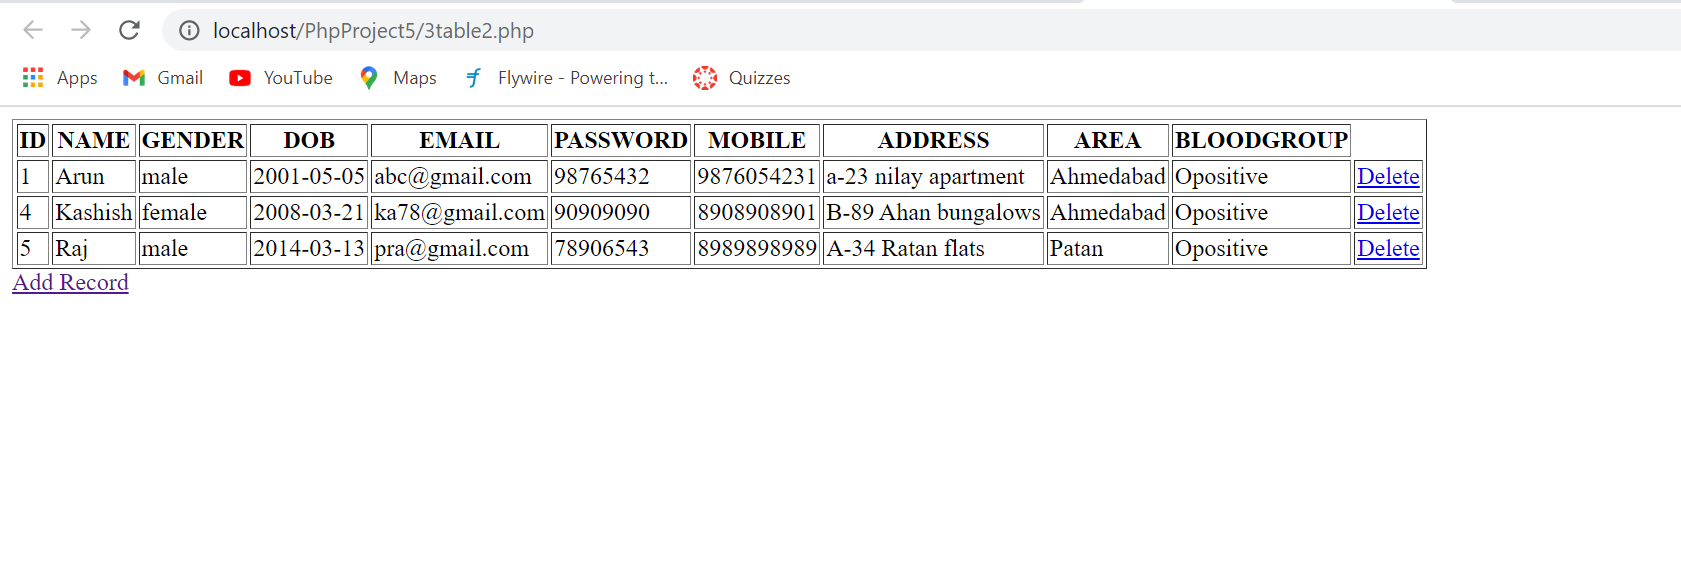 localhost/PhpProject5/3table2.php
Apps Gmail YouTube Maps Flywire - Powering t... Quizzes
ID NAME GENDER DOB EMAIL PASSWORD MOBILE ADDRESS AREA BLOODGROUP
1 Arun male 2001-05-05 abc@gmail.com 98765432 9876054231 a-23 nilay apartment Ahmedabad Opositive Delete
4 Kashish female 2008-03-21 ka78@gmail.com 90909090 8908908901 B-89 Ahan bungalows Ahmedabad Opositive Delete
5 Raj male 2014-03-13 pra@gmail.com 78906543 8989898989 A-34 Ratan flats Patan Opositive Delete
Add Record